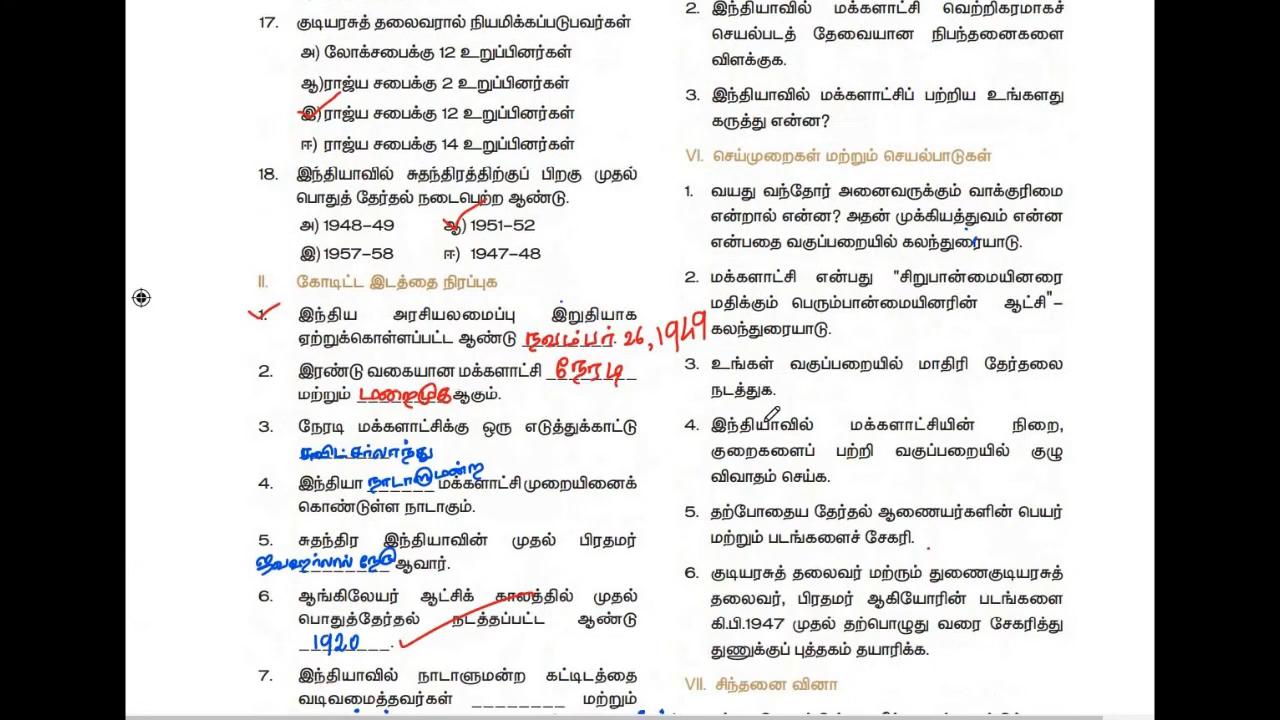 17. குடியரசுத் தலைவரால் நியமிக்கப்படுபவர்கள்
அ) லோக்சபைக்கு 12 உறுப்பினர்கள்
ஆ)ராஜ்ய சபைக்கு 2 உறுப்பினர்கள்
இ)ராஜ்ய சபைக்கு 12 உறுப்பினர்கள்
ஈ) ராஜ்ய சபைக்கு 14 உறுப்பினர்கள்
18. இந்தியாவில் சுதந்திரத்திற்குப் பிறகு முதல்
பொதுத் தேர்தல் நடைபெற்ற ஆண்டு.
அ) 1948–49 ஆ) 1951–52
இ) 1957–58 ஈ) 1947–48
II. கோடிட்ட இடத்தை நிரப்புக
1. இந்திய அரசியலமைப்பு இறுதியாக
ஏற்றுக்கொள்ளப்பட்ட ஆண்டு நவம்பர். 26, 1949
2. இரண்டு வகையான மக்களாட்சி நேரடி
மற்றும் மறைமுக ஆகும்.
3. நேரடி மக்களாட்சிக்கு ஒரு எடுத்துக்காட்டு
சுவிட்சர்லாந்து
4. இந்தியா நாடாளுமன்ற மக்களாட்சி முறையினைக்
கொண்டுள்ள நாடாகும்.
5. சுதந்திர இந்தியாவின் முதல் பிரதமர்
ஜவஹர்லால் நேரு ஆவார்.
6. ஆங்கிலேயர் ஆட்சிக் காலத்தில் முதல்
பொதுத்தேர்தல் நடத்தப்பட்ட ஆண்டு
1920.
7. இந்தியாவில் நாடாளுமன்ற கட்டிடத்தை
வடிவமைத்தவர்கள் ________ மற்றும்
2. இந்தியாவில் மக்களாட்சி வெற்றிகரமாகச்
செயல்படத் தேவையான நிபந்தனைகளை
விளக்குக.
3. இந்தியாவில் மக்களாட்சிப் பற்றிய உங்களது
கருத்து என்ன?
VI. செய்முறைகள் மற்றும் செயல்பாடுகள்
1. வயது வந்தோர் அனைவருக்கும் வாக்குரிமை
என்றால் என்ன? அதன் முக்கியத்துவம் என்ன
என்பதை வகுப்பறையில் கலந்துரையாடு.
2. மக்களாட்சி என்பது "சிறுபான்மையினரை
மதிக்கும் பெரும்பான்மையினரின் ஆட்சி"–
கலந்துரையாடு.
3. உங்கள் வகுப்பறையில் மாதிரி தேர்தலை
நடத்துக.
4. இந்தியாவில் மக்களாட்சியின் நிறை,
குறைகளைப் பற்றி வகுப்பறையில் குழு
விவாதம் செய்க.
5. தற்போதைய தேர்தல் ஆணையர்களின் பெயர்
மற்றும் படங்களைச் சேகரி.
6. குடியரசுத் தலைவர் மற்றும் துணைகுடியரசுத்
தலைவர், பிரதமர் ஆகியோரின் படங்களை
கி.பி.1947 முதல் தற்பொழுது வரை சேகரித்து
துணுக்குப் புத்தகம் தயாரிக்க.
VII. சிந்தனை வினா